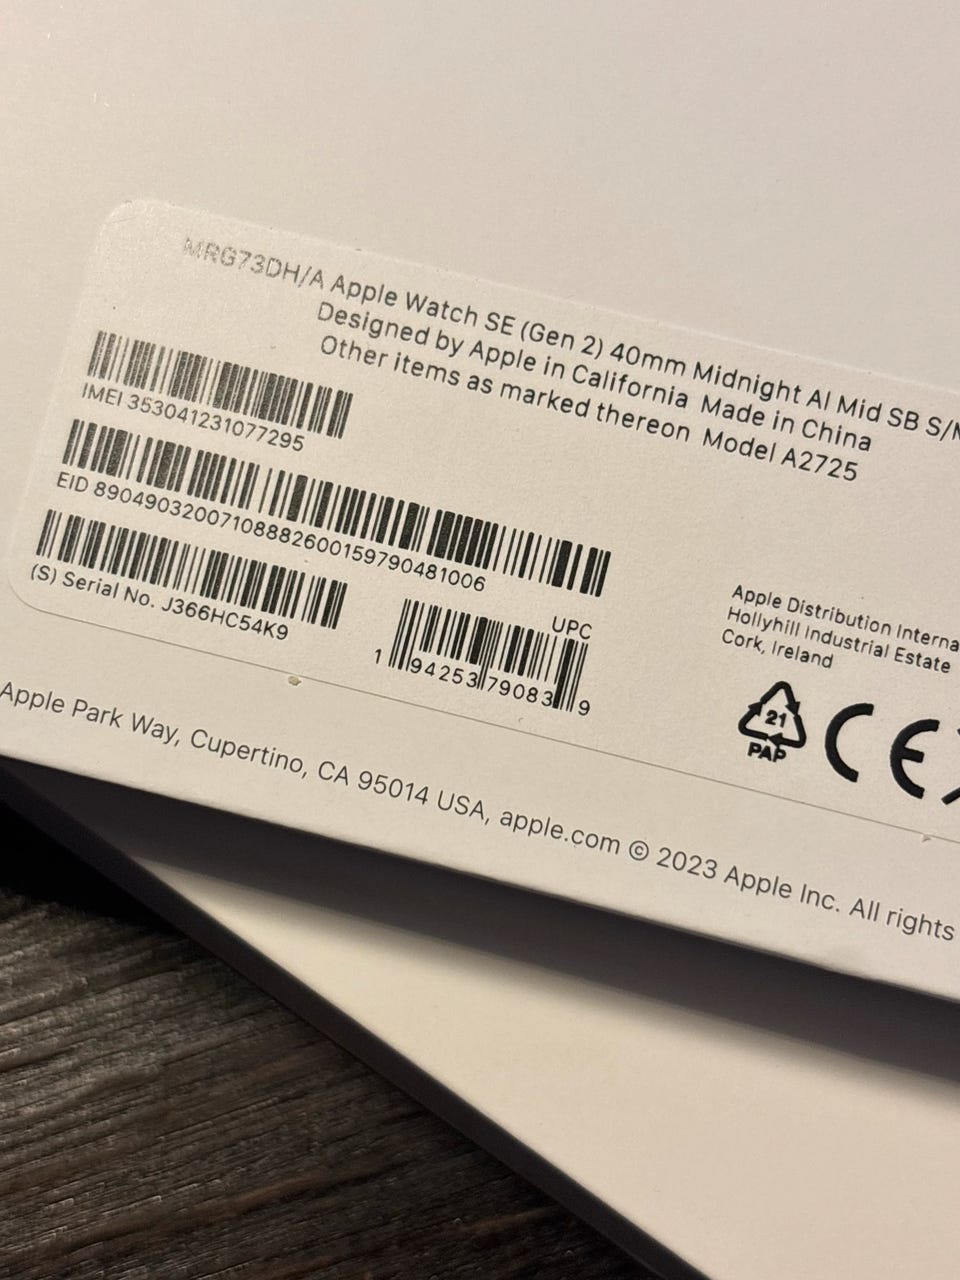 MRG73DH/A Apple Watch SE (Gen 2) 40mm Midnight Al Mid SB S/M
Designed by Apple in California Made in China
Other items as marked thereon Model A2725
IMEI 353041231077295
EID 89049032007108882600159790481006
(S) Serial No. J366HC54K9
UPC
1 94253 79083 9
Apple Distribution Interna
Hollyhill Industrial Estate
Cork, Ireland
21
PAP
CE
Apple Park Way, Cupertino, CA 95014 USA, apple.com © 2023 Apple Inc. All rights